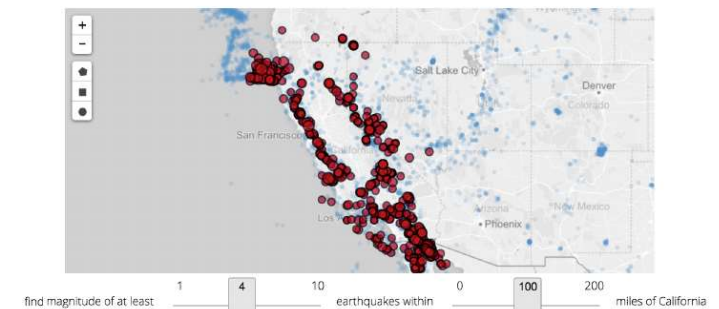 +
−
Wyoming
Salt Lake City
Denver
Nevada
Colorado
San Francisco
California
Los
Arizona
New Mexico
Phoenix
1 4 10 0 100 200
find magnitude of at least earthquakes within miles of California